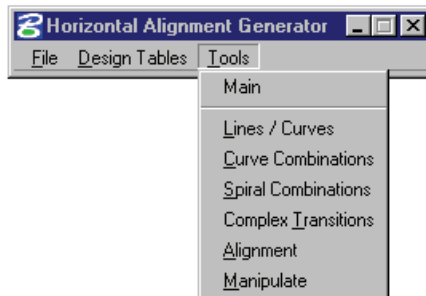 Horizontal Alignment Generator
File Design Tables Tools
Main
Lines / Curves
Curve Combinations
Spiral Combinations
Complex Transitions
Alignment
Manipulate